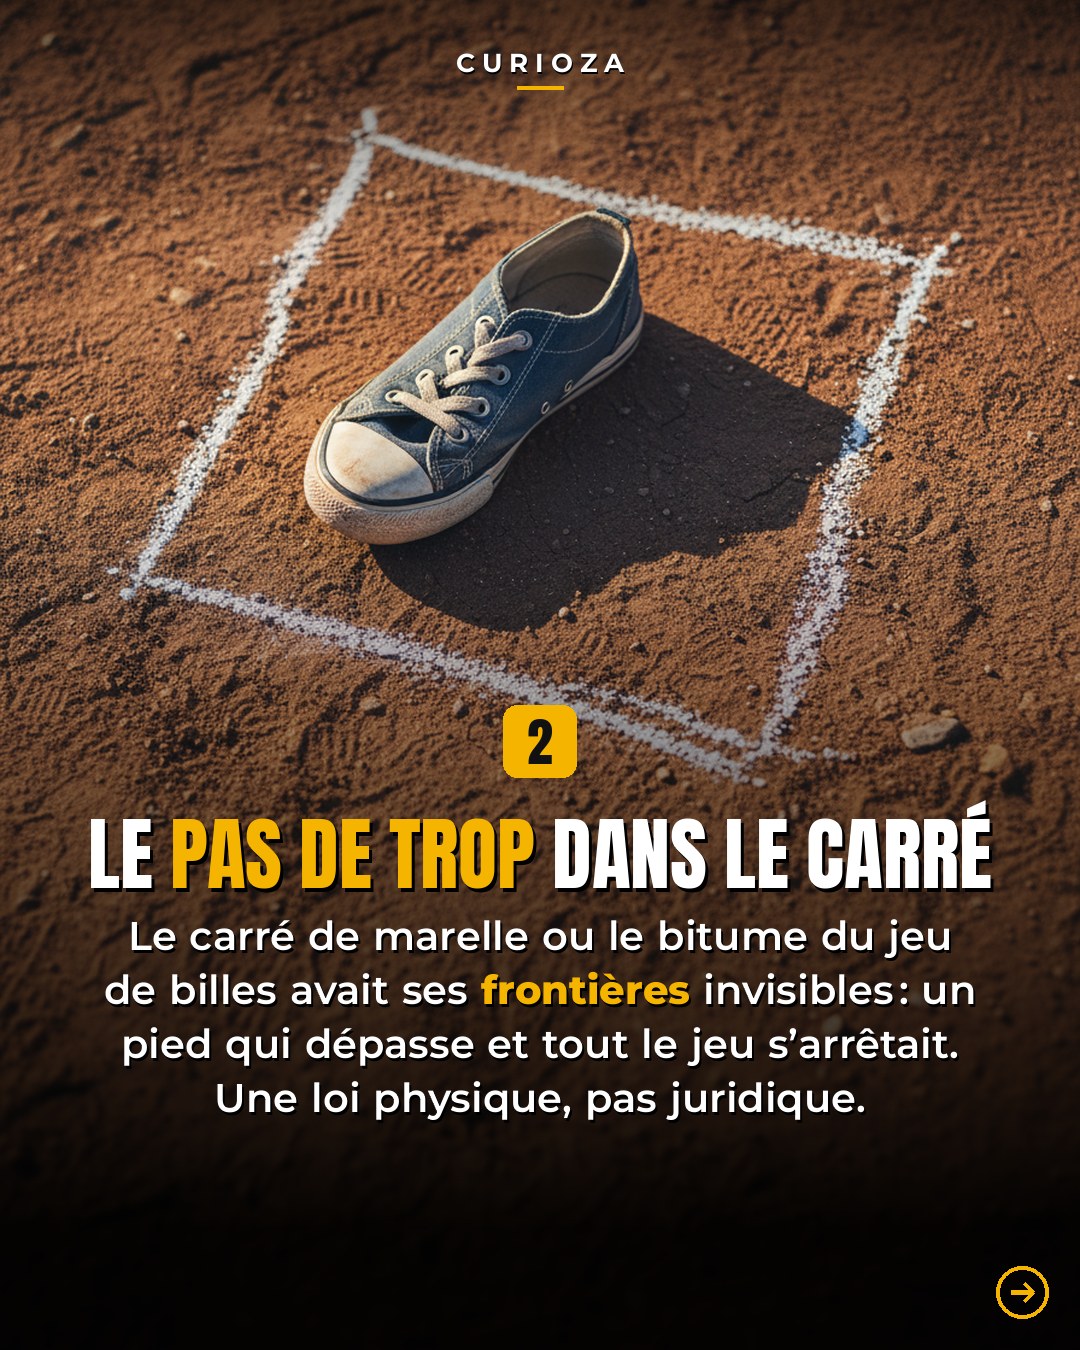 CURIOZA
2
LE PAS DE TROP DANS LE CARRÉ
Le carré de marelle ou le bitume du jeu
de billes avait ses frontières invisibles : un
pied qui dépasse et tout le jeu s’arrêtait.
Une loi physique, pas juridique.